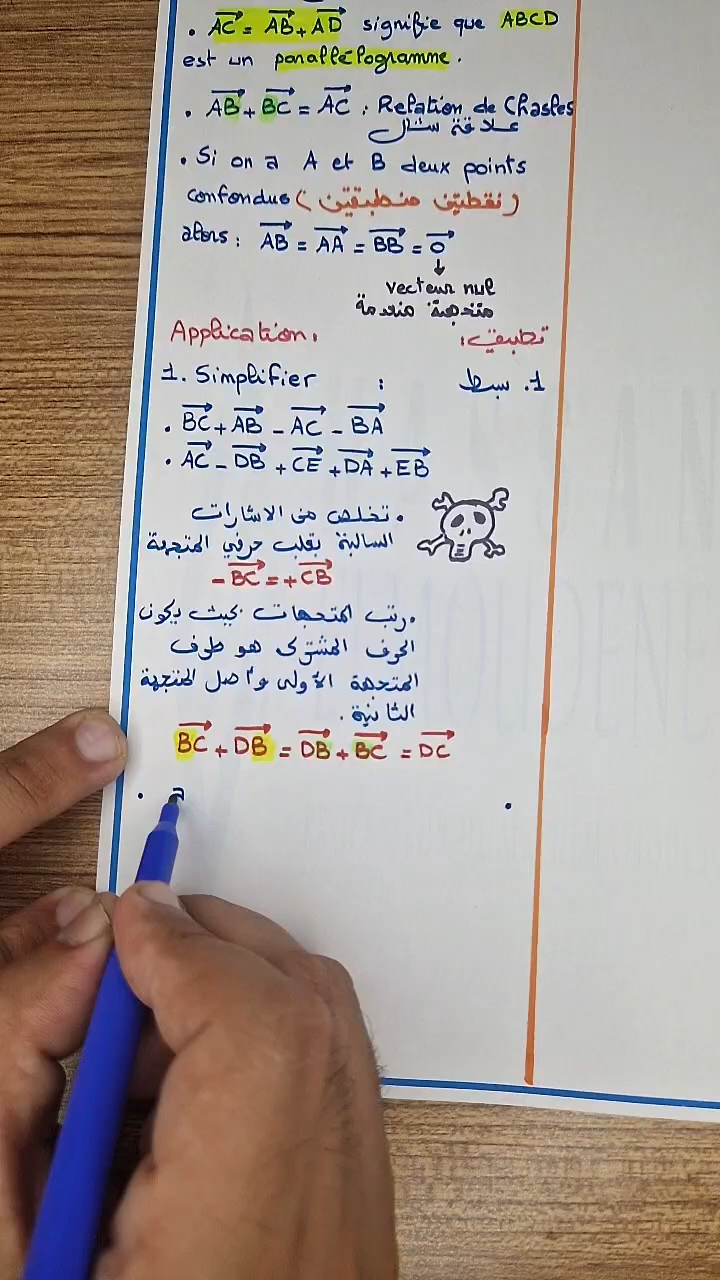 . AC = AB + AD signifie que ABCD
est un parallélogramme.
. AB + BC = AC : Relation de Chasles
علاقة شال
. Si on a A et B deux points
confondus (نقطتين منطبقتين)
alors : AB = AA = BB = 0
vecteur nul
متجهة منعدمة
Application. تطبيق:
1. Simplifier : 1. بسط
. BC + AB - AC - BA
. AC - DB + CE + DA + EB
. تخلص من الاشارات
السالبة بقلب حرفي المتجهة
-BC = +CB
. رتب المتجهات بحيث يكون
الحرف المشترك هو طرف
المتجهة الأولى وأصل المتجهة
الثانية.
BC + DB = DB + BC = DC